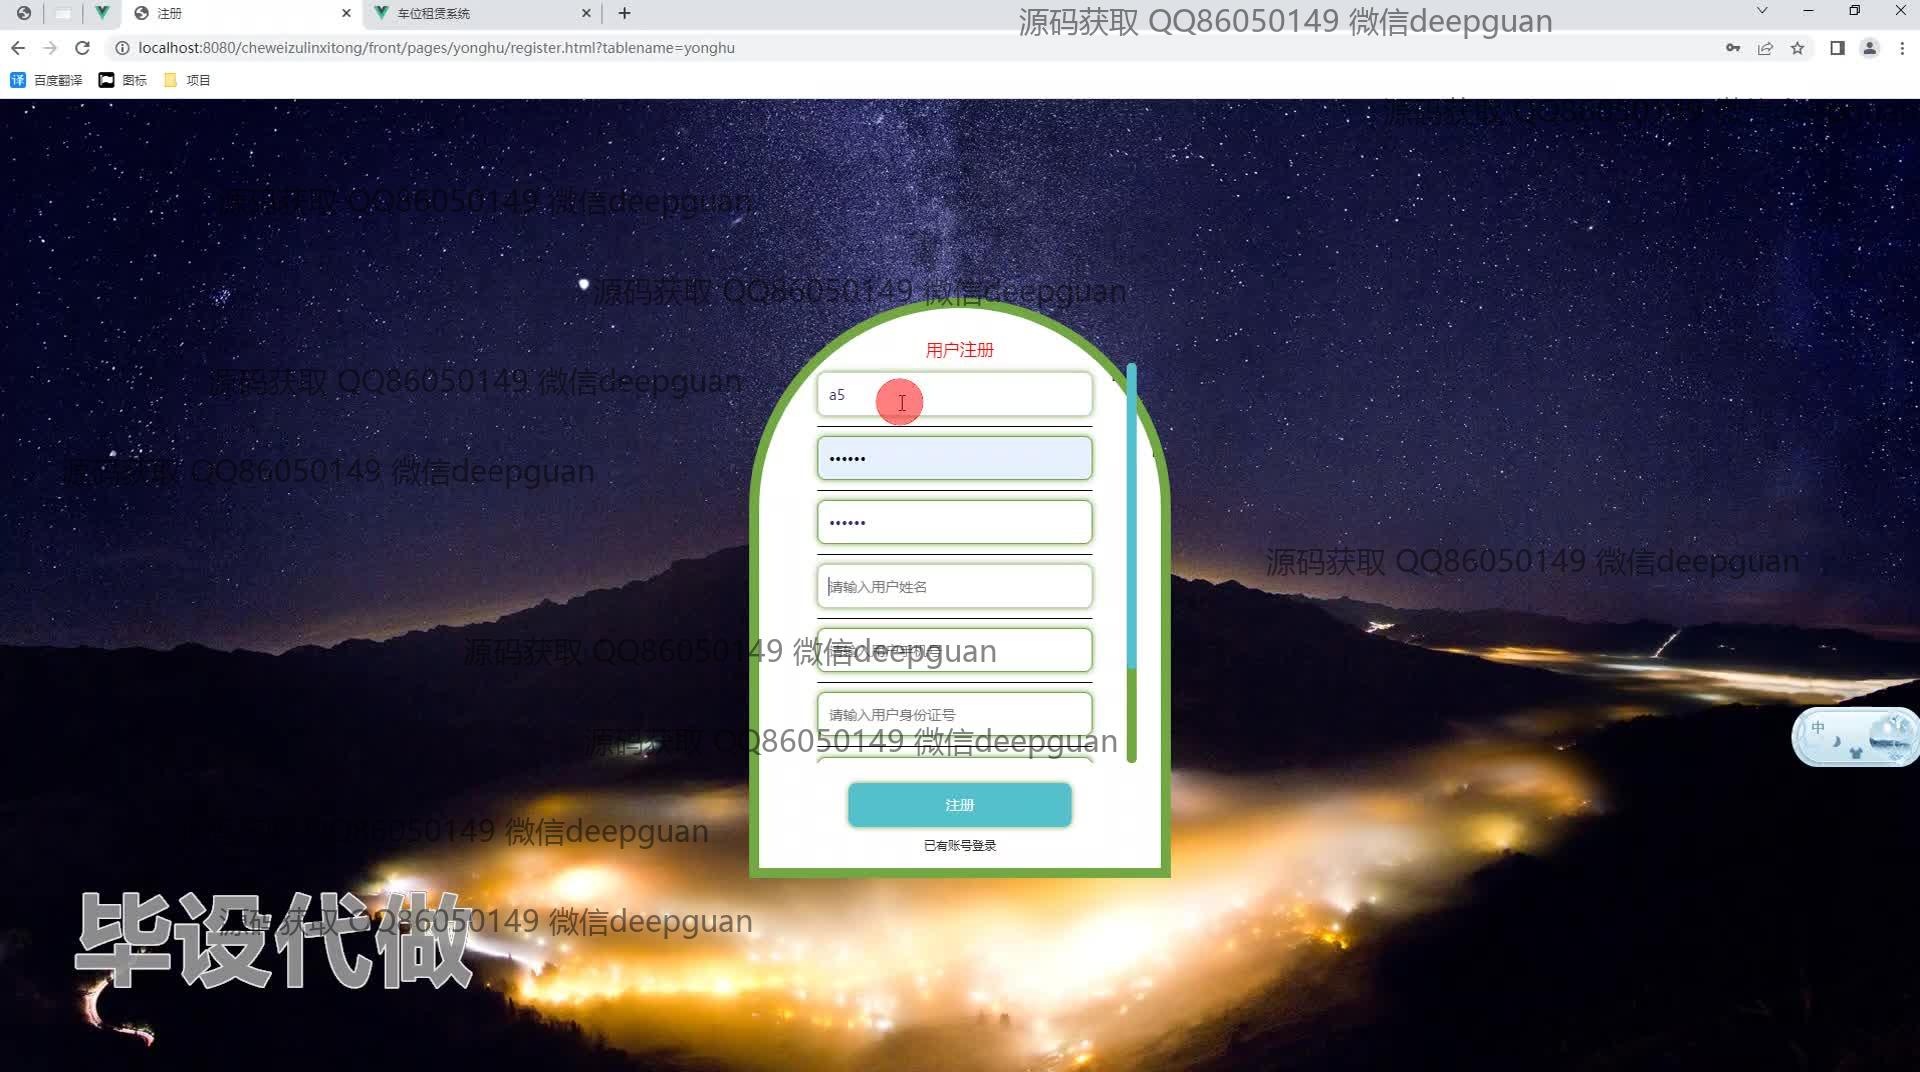 注册
车位租赁系统
源码获取 QQ86050149 微信deepguan
localhost:8080/cheweizulinxitong/front/pages/yonghu/register.html?tablename=yonghu
译 百度翻译
图标
项目
源码获取 QQ86050149
源码获取 QQ86050149 微信deepguan
源码获取 QQ86050149 微信deepguan
用户注册
源码获取 QQ86050149 微信deepguan
a5
••••••
源码获取 QQ86050149 微信deepguan
••••••
源码获取 QQ86050149 微信deepguan
请输入用户姓名
源码获取 QQ86050149 微信deepguan
请输入用户手机号
请输入用户身份证号
中
源码获取 QQ86050149 微信deepguan
注册
QQ86050149 微信deepguan
已有账号登录
源码获取 QQ86050149 微信deepguan
毕设代做